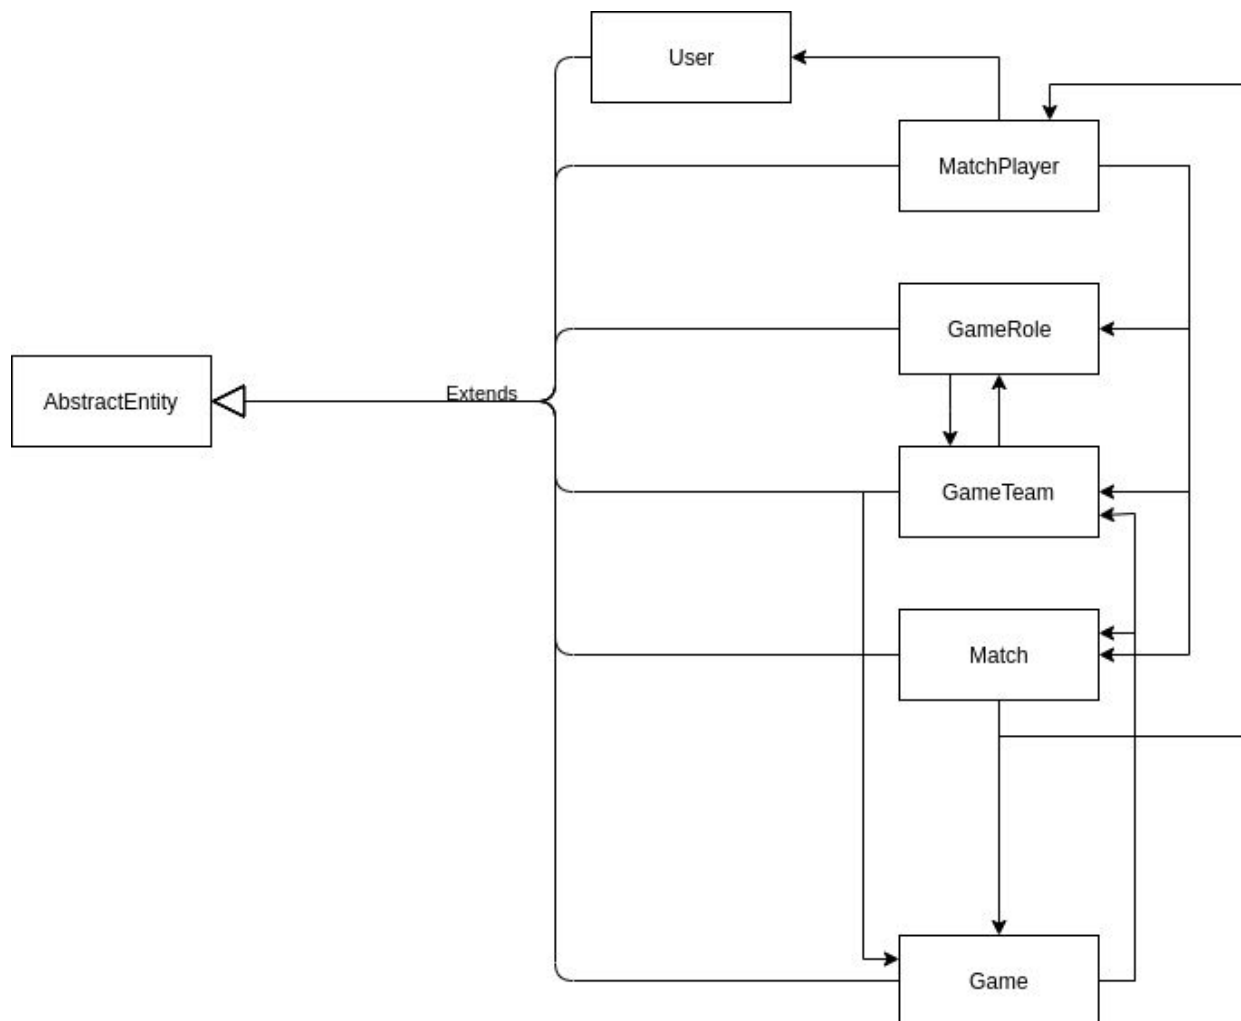 User
MatchPlayer
GameRole
AbstractEntity
Extends
GameTeam
Match
Game